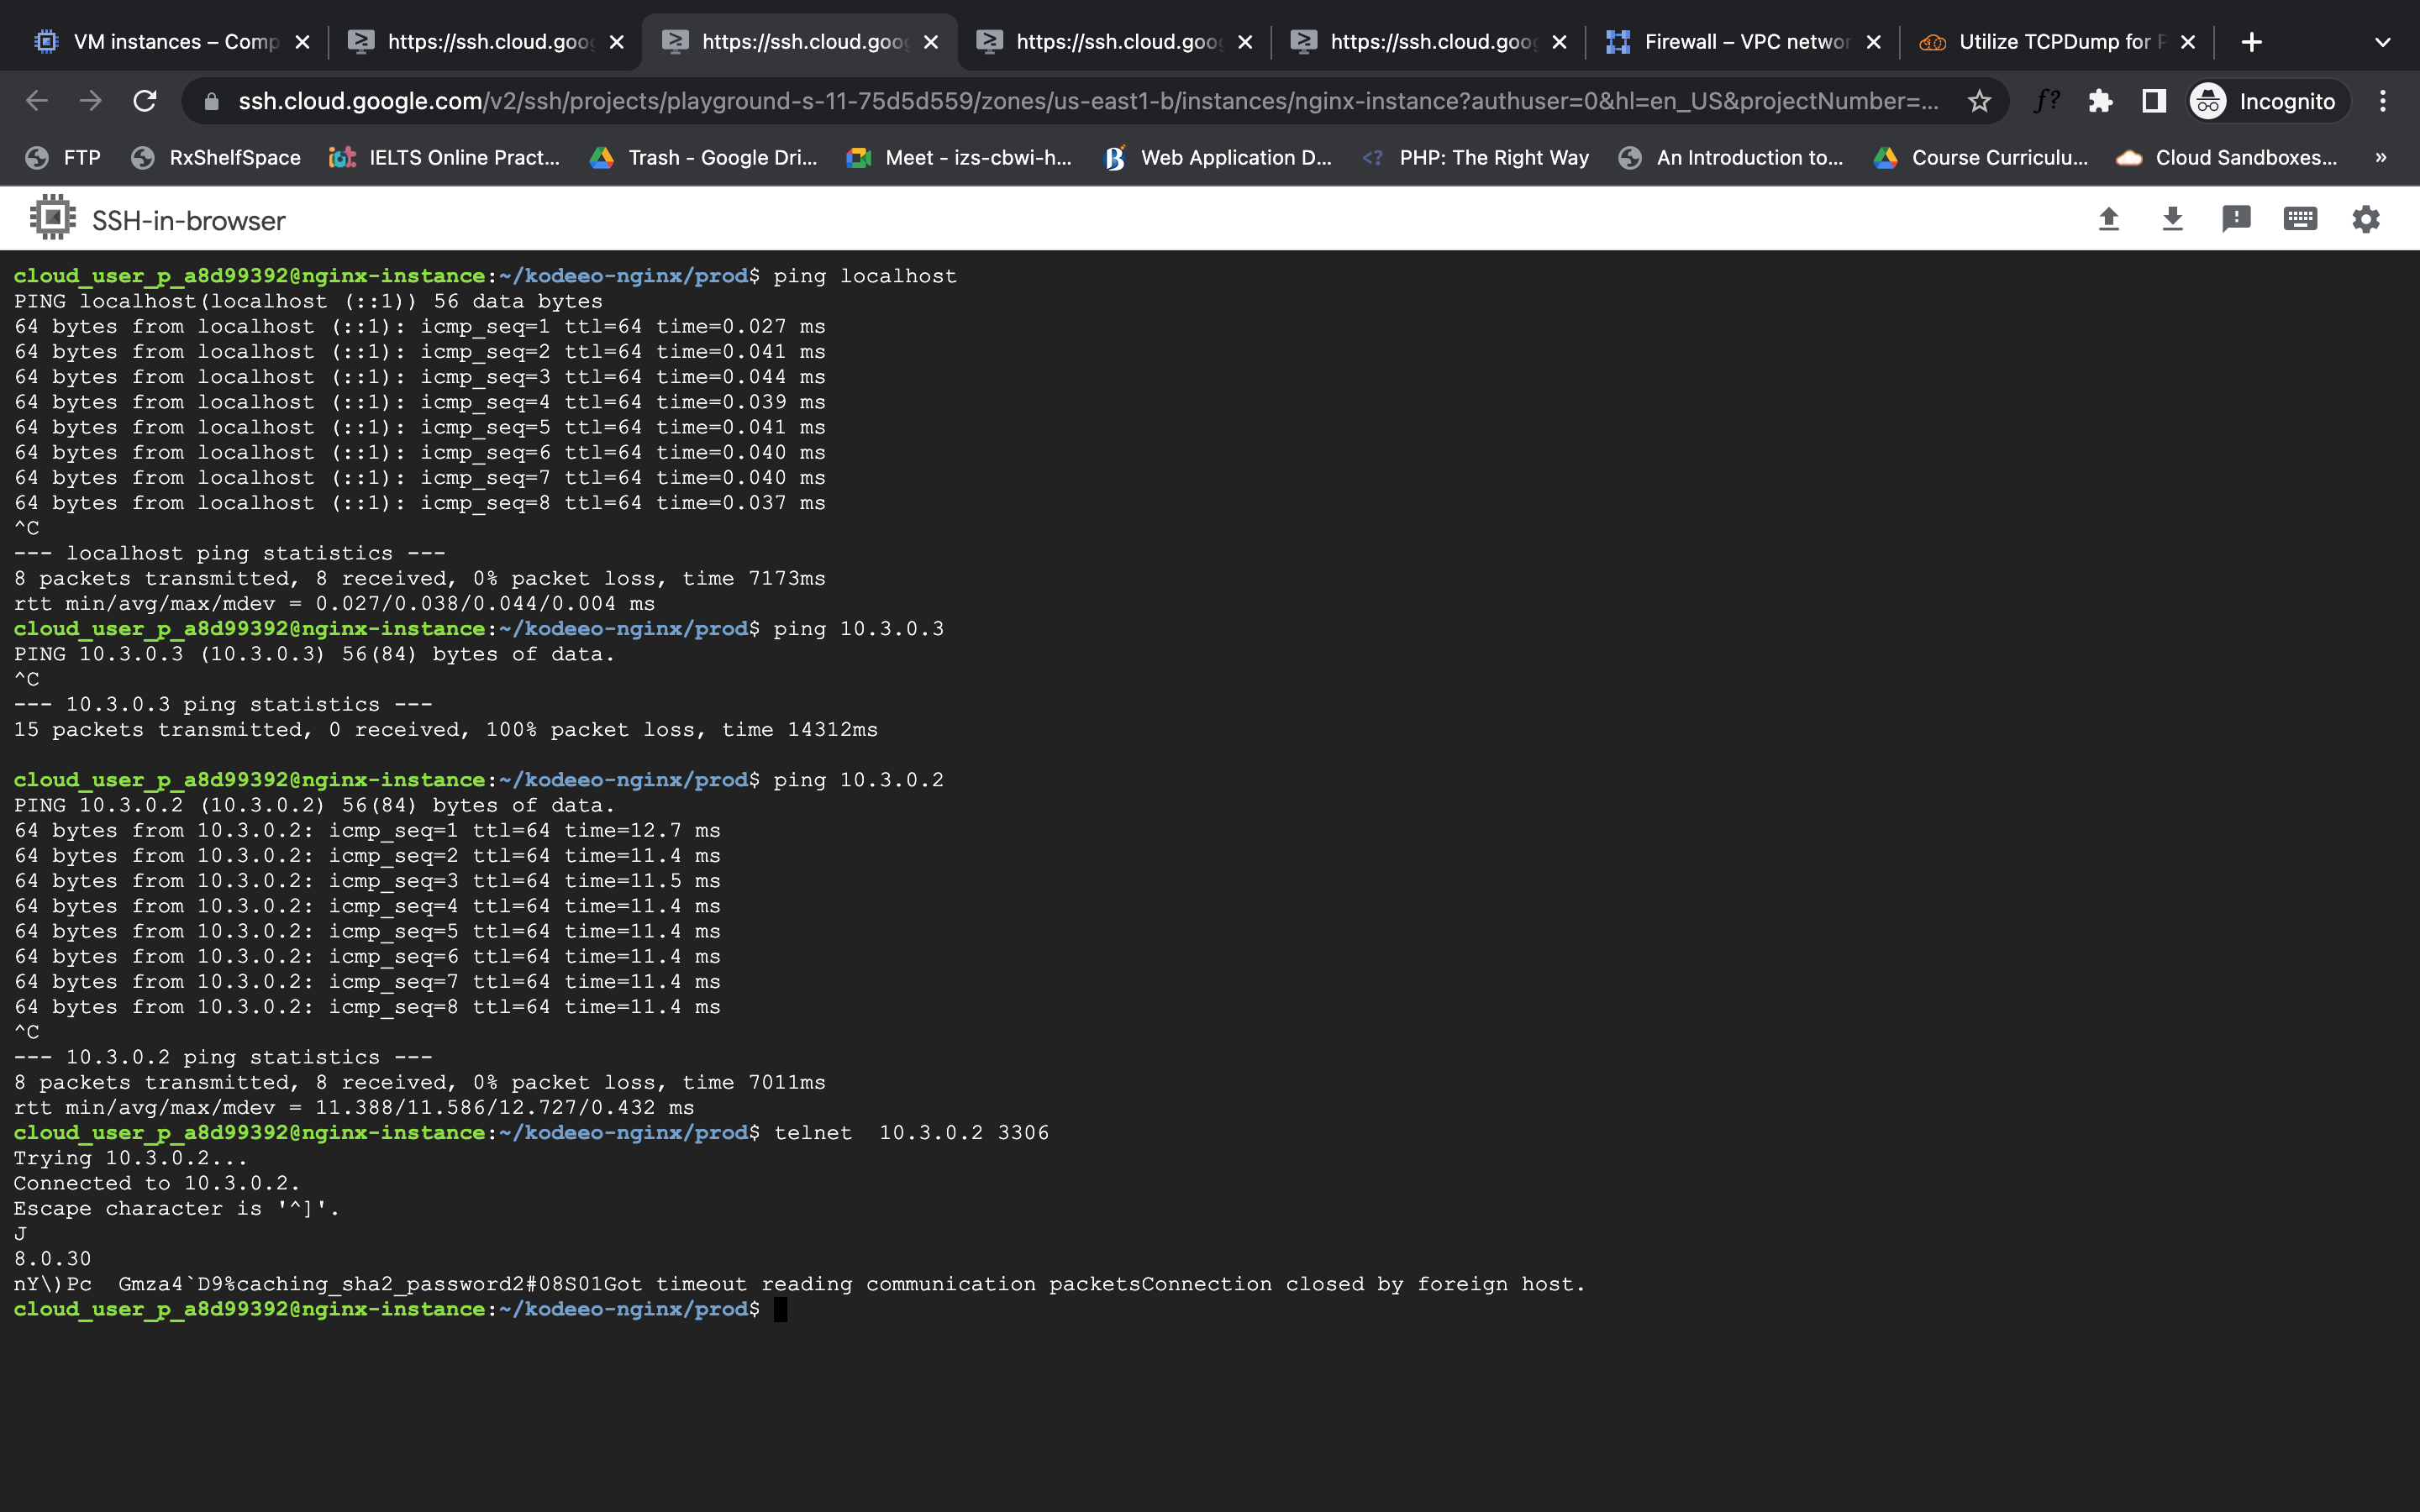 VM instances – Comp
https://ssh.cloud.goog
https://ssh.cloud.goog
https://ssh.cloud.goog
https://ssh.cloud.goog
Firewall – VPC networ
Utilize TCPDump for P
ssh.cloud.google.com/v2/ssh/projects/playground-s-11-75d5d559/zones/us-east1-b/instances/nginx-instance?authuser=0&hl=en_US&projectNumber=...
f?
Incognito
FTP
RxShelfSpace
IELTS Online Pract...
Trash - Google Dri...
Meet - izs-cbwi-h...
Web Application D...
PHP: The Right Way
An Introduction to...
Course Curriculu...
Cloud Sandboxes...
»
SSH-in-browser
cloud_user_p_a8d99392@nginx-instance:~/kodeeo-nginx/prod$ ping localhost
PING localhost(localhost (::1)) 56 data bytes
64 bytes from localhost (::1): icmp_seq=1 ttl=64 time=0.027 ms
64 bytes from localhost (::1): icmp_seq=2 ttl=64 time=0.041 ms
64 bytes from localhost (::1): icmp_seq=3 ttl=64 time=0.044 ms
64 bytes from localhost (::1): icmp_seq=4 ttl=64 time=0.039 ms
64 bytes from localhost (::1): icmp_seq=5 ttl=64 time=0.041 ms
64 bytes from localhost (::1): icmp_seq=6 ttl=64 time=0.040 ms
64 bytes from localhost (::1): icmp_seq=7 ttl=64 time=0.040 ms
64 bytes from localhost (::1): icmp_seq=8 ttl=64 time=0.037 ms
^C
--- localhost ping statistics ---
8 packets transmitted, 8 received, 0% packet loss, time 7173ms
rtt min/avg/max/mdev = 0.027/0.038/0.044/0.004 ms
cloud_user_p_a8d99392@nginx-instance:~/kodeeo-nginx/prod$ ping 10.3.0.3
PING 10.3.0.3 (10.3.0.3) 56(84) bytes of data.
^C
--- 10.3.0.3 ping statistics ---
15 packets transmitted, 0 received, 100% packet loss, time 14312ms
cloud_user_p_a8d99392@nginx-instance:~/kodeeo-nginx/prod$ ping 10.3.0.2
PING 10.3.0.2 (10.3.0.2) 56(84) bytes of data.
64 bytes from 10.3.0.2: icmp_seq=1 ttl=64 time=12.7 ms
64 bytes from 10.3.0.2: icmp_seq=2 ttl=64 time=11.4 ms
64 bytes from 10.3.0.2: icmp_seq=3 ttl=64 time=11.5 ms
64 bytes from 10.3.0.2: icmp_seq=4 ttl=64 time=11.4 ms
64 bytes from 10.3.0.2: icmp_seq=5 ttl=64 time=11.4 ms
64 bytes from 10.3.0.2: icmp_seq=6 ttl=64 time=11.4 ms
64 bytes from 10.3.0.2: icmp_seq=7 ttl=64 time=11.4 ms
64 bytes from 10.3.0.2: icmp_seq=8 ttl=64 time=11.4 ms
^C
--- 10.3.0.2 ping statistics ---
8 packets transmitted, 8 received, 0% packet loss, time 7011ms
rtt min/avg/max/mdev = 11.388/11.586/12.727/0.432 ms
cloud_user_p_a8d99392@nginx-instance:~/kodeeo-nginx/prod$ telnet  10.3.0.2 3306
Trying 10.3.0.2...
Connected to 10.3.0.2.
Escape character is '^]'.
J
8.0.30
nY\)Pc  Gmza4`D9%caching_sha2_password2#08S01Got timeout reading communication packetsConnection closed by foreign host.
cloud_user_p_a8d99392@nginx-instance:~/kodeeo-nginx/prod$